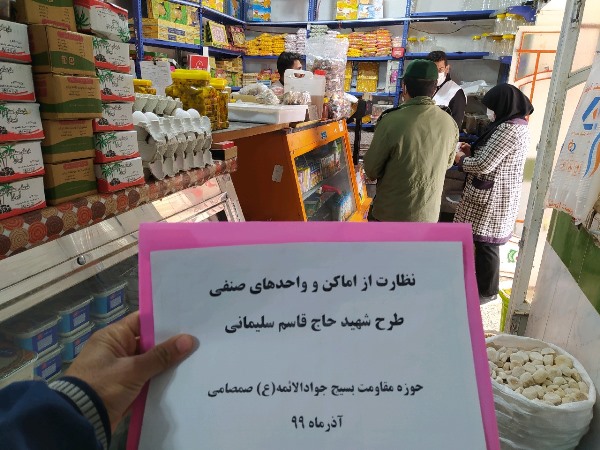 نظارت از اماکن و واحدهای صنفی
طرح شهید حاج قاسم سلیمانی
حوزه مقاومت بسیج جوادالائمه(ع) صمصامی
آذرماه ۹۹